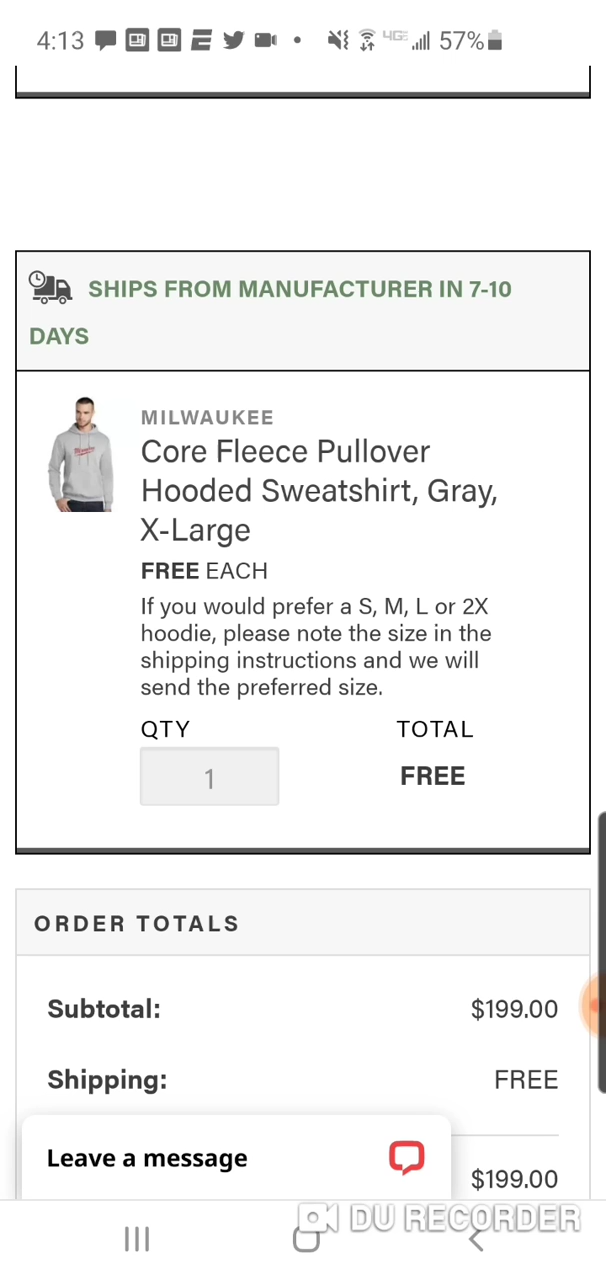 4:13
4GE
57%
SHIPS FROM MANUFACTURER IN 7-10
DAYS
MILWAUKEE
Core Fleece Pullover
Hooded Sweatshirt, Gray,
X-Large
FREE EACH
If you would prefer a S, M, L or 2X
hoodie, please note the size in the
shipping instructions and we will
send the preferred size.
QTY TOTAL
1 FREE
ORDER TOTALS
Subtotal: $199.00
Shipping: FREE
Leave a message
$199.00
DU RECORDER